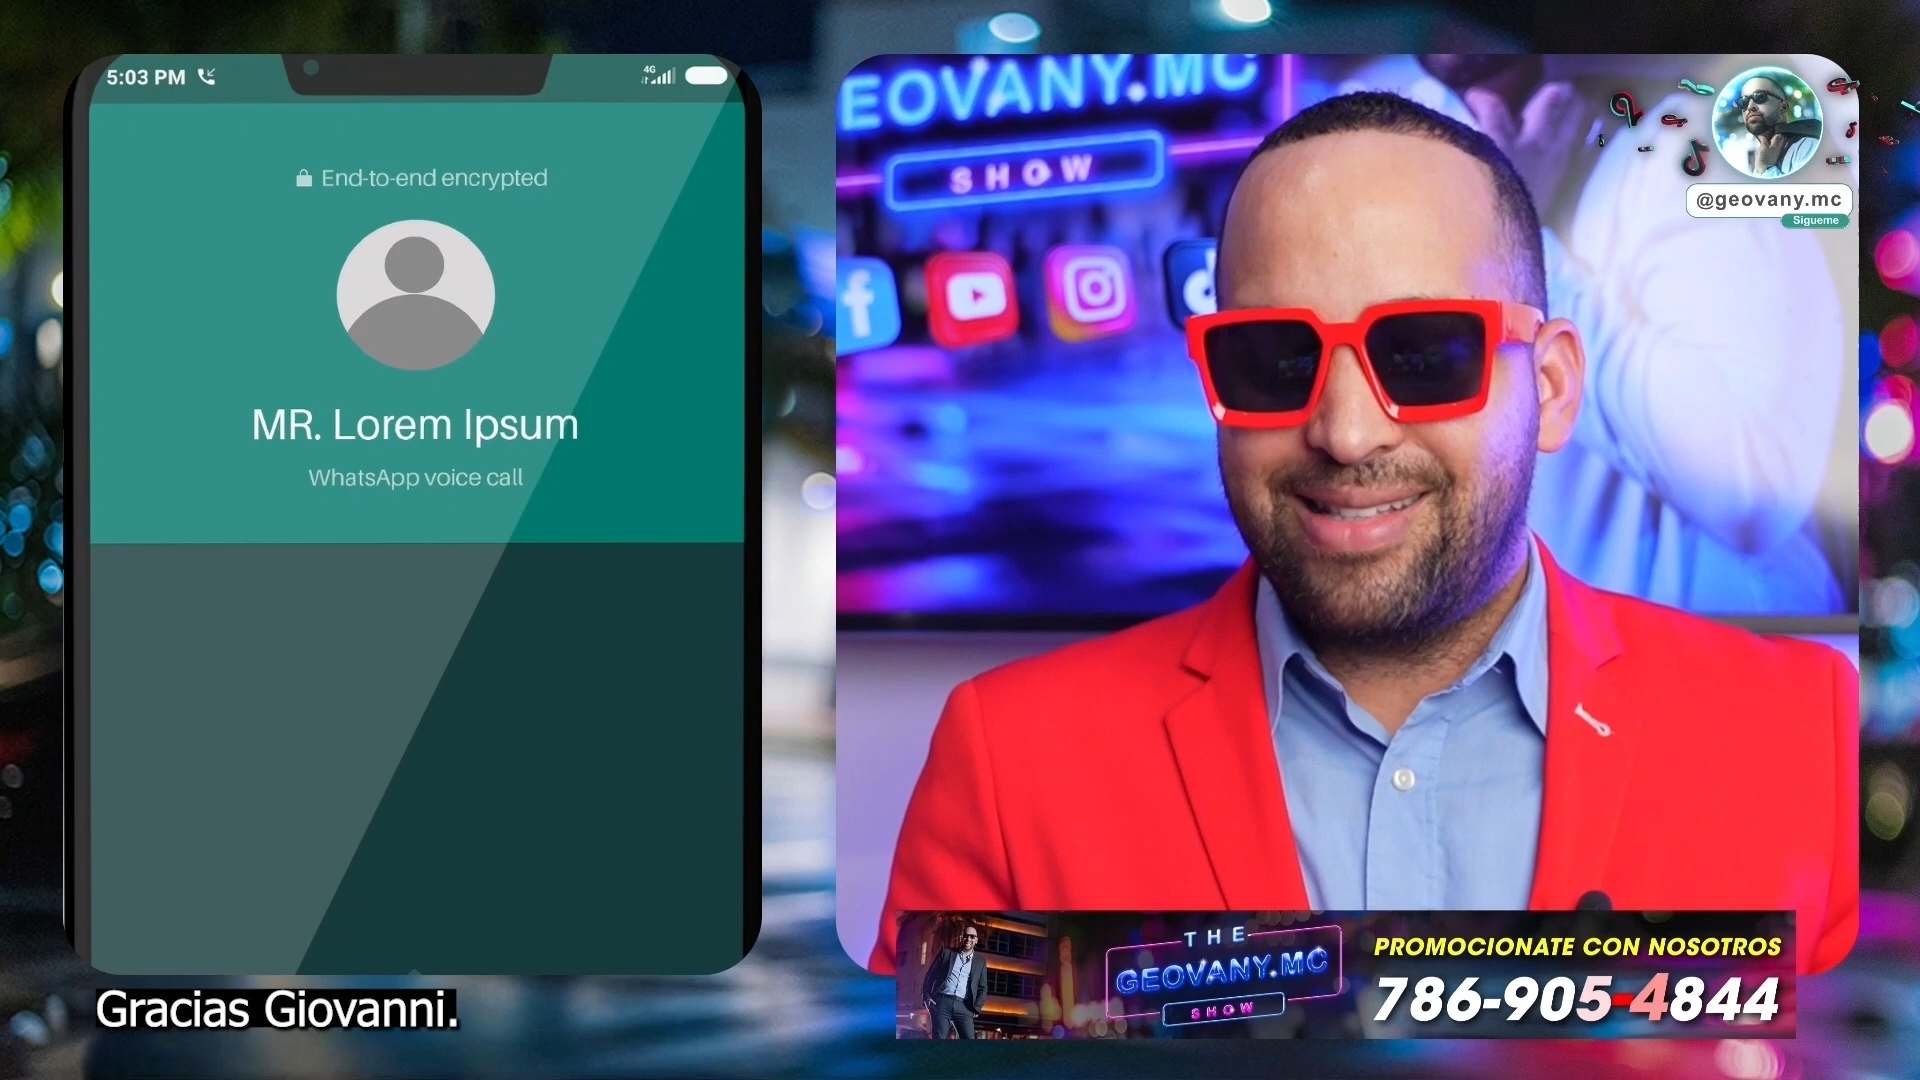 5:03 PM
4G
End-to-end encrypted
MR. Lorem Ipsum
WhatsApp voice call
Gracias Giovanni.
EOVANY.MC
SHOW
@geovany.mc
Sigueme
THE
GEOVANY.MC
SHOW
PROMOCIONATE CON NOSOTROS
786-905-4844